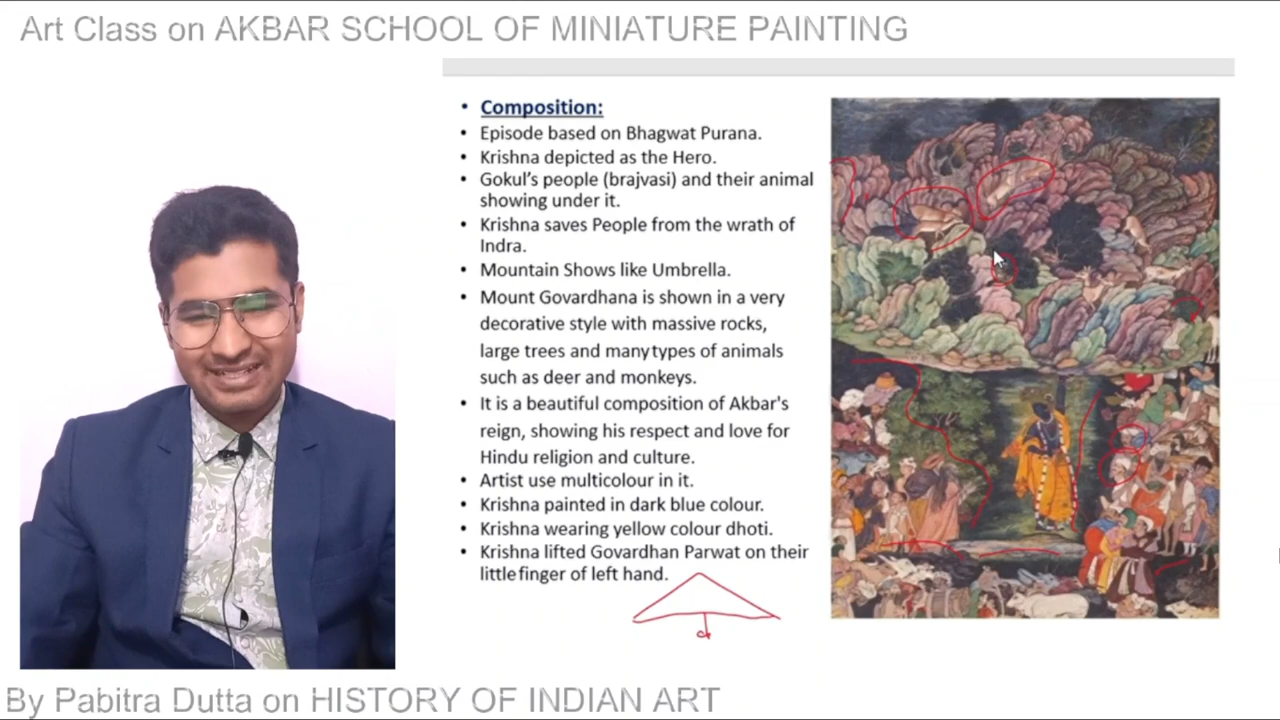 Art Class on AKBAR SCHOOL OF MINIATURE PAINTING
Composition:
Episode based on Bhagwat Purana.
Krishna depicted as the Hero.
Gokul's people (brajvasi) and their animal
showing under it.
Krishna saves People from the wrath of
Indra.
Mountain Shows like Umbrella.
Mount Govardhana is shown in a very
decorative style with massive rocks,
large trees and many types of animals
such as deer and monkeys.
It is a beautiful composition of Akbar's
reign, showing his respect and love for
Hindu religion and culture.
Artist use multicolour in it.
Krishna painted in dark blue colour.
Krishna wearing yellow colour dhoti.
Krishna lifted Govardhan Parwat on their
little finger of left hand.
By Pabitra Dutta on HISTORY OF INDIAN ART